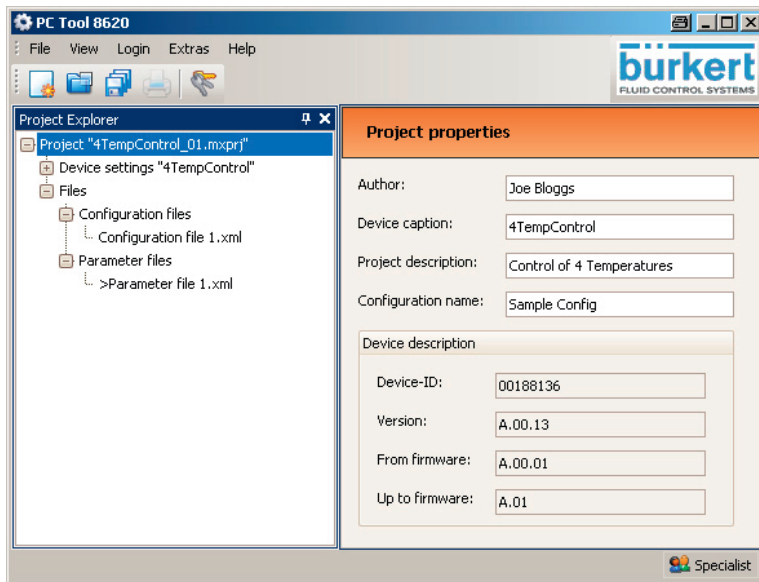 PC Tool 8620
File View Login Extras Help
bürkert
FLUID CONTROL SYSTEMS
Project Explorer
Project "4TempControl_01.mxprj"
Device settings "4TempControl"
Files
Configuration files
Configuration file 1.xml
Parameter files
>Parameter file 1.xml
Project properties
Author: Joe Bloggs
Device caption: 4TempControl
Project description: Control of 4 Temperatures
Configuration name: Sample Config
Device description
Device-ID: 00188136
Version: A.00.13
From firmware: A.00.01
Up to firmware: A.01
Specialist